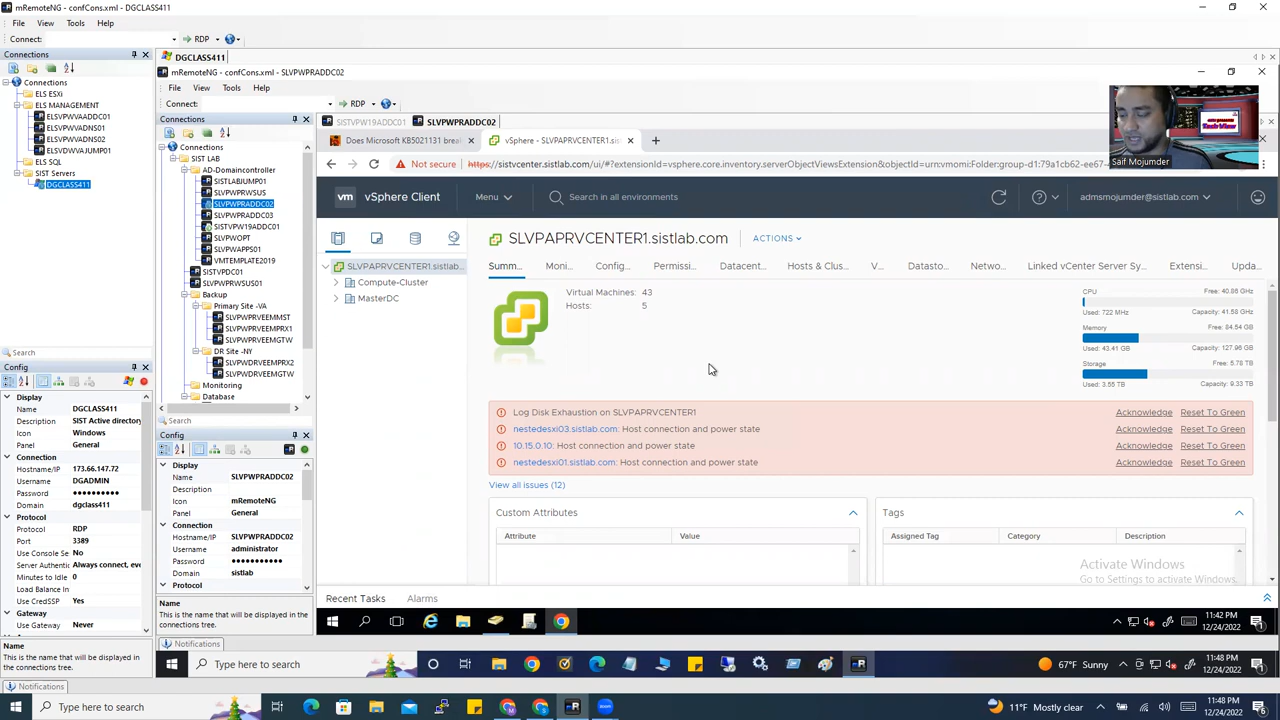 mRemoteNG - confCons.xml - DGCLASS411
File View Tools Help
Connect: RDP
Connections
Connections
ELS ESXi
ELS MANAGEMENT
ELSVPWVAADFS01
ELSVPWVADNS01
ELSVPWVADNS02
ELSVDWVAJUMP01
ELS SQL
SIST Servers
DGCLASS411
Search
Config
Display
Name DGCLASS411
Description SIST Active directory
Icon Windows
Panel General
Connection
Hostname/IP 173.66.147.72
Username DGADMIN
Password ••••••••••
Domain dgclass411
Protocol
Protocol RDP
Port 3389
Use Console Se No
Server Authentic Always connect, eve
Minutes to Idle 0
Load Balance In
Use CredSSP Yes
Gateway
Use Gateway Never
Name
This is the name that will be displayed in the connections tree.
Notifications
DGCLASS411
mRemoteNG - confCons.xml - SLVPWPRADDC02
File View Tools Help
Connect: RDP
Connections
Connections
SIST LAB
AD-Domaincontroller
SISTLABJUMP01
SLVPWPRWSUS
SLVPWPRADDC02
SLVPWPRADDC03
SISTVPW19ADDC01
SLVPWOPT
SLVPWAPPS01
VMTEMPLATE2019
SISTVPDC01
SLVPWPRWSUS01
Backup
Primary Site -VA
SLVPWPRVEEMMST
SLVPWPRVEEMPRX1
SLVPWPRVEEMGTW
DR Site -NY
SLVPWDRVEEMPRX2
SLVPWDRVEEMGTW
Monitoring
Database
Search
Config
Display
Name SLVPWPRADDC02
Description
Icon mRemoteNG
Panel General
Connection
Hostname/IP SLVPWPRADDC02
Username administrator
Password •••••••••••
Domain sistlab
Protocol
Name
This is the name that will be displayed in the connections tree.
Notifications
SISTVPW19ADDC01 ELSVPWPRADDC02
Does Microsoft KB5021131 break vSphere - SLVPAPRVCENTER1.sistlab
Not secure https://sistvcenter.sistlab.com/ui/#?extensionId=vsphere.core.inventory.serverObjectViewsExtension&objectId=urn:vmomi:Folder:group-d1:79a1cb62-ec67-
Saif Mojumder
vm vSphere Client Menu Search in all environments admsmojumder@sistlab.com
SLVPAPRVCENTER1.sistlab...
Compute-Cluster
MasterDC
SLVPAPRVCENTER1.sistlab.com ACTIONS
Summ... Moni... Config... Permissi... Datacent... Hosts & Clus... V... Datasto... Netwo... Linked vCenter Server Sy... Extensi... Upda...
Virtual Machines: 43
Hosts: 5
CPU Free: 40.86 GHz
Used: 722 MHz Capacity: 41.58 GHz
Memory Free: 84.54 GB
Used: 43.41 GB Capacity: 127.96 GB
Storage Free: 5.78 TB
Used: 3.55 TB Capacity: 9.33 TB
Log Disk Exhaustion on SLVPAPRVCENTER1 Acknowledge Reset To Green
nestedesxi03.sistlab.com: Host connection and power state Acknowledge Reset To Green
10.15.0.10: Host connection and power state Acknowledge Reset To Green
nestedesxi01.sistlab.com: Host connection and power state Acknowledge Reset To Green
View all issues (12)
Custom Attributes
Attribute Value
Tags
Assigned Tag Category Description
Activate Windows
Go to Settings to activate Windows.
Recent Tasks Alarms
11:42 PM
12/24/2022
Type here to search
67°F Sunny
11:48 PM
12/24/2022
Type here to search
11°F Mostly clear
11:48 PM
12/24/2022